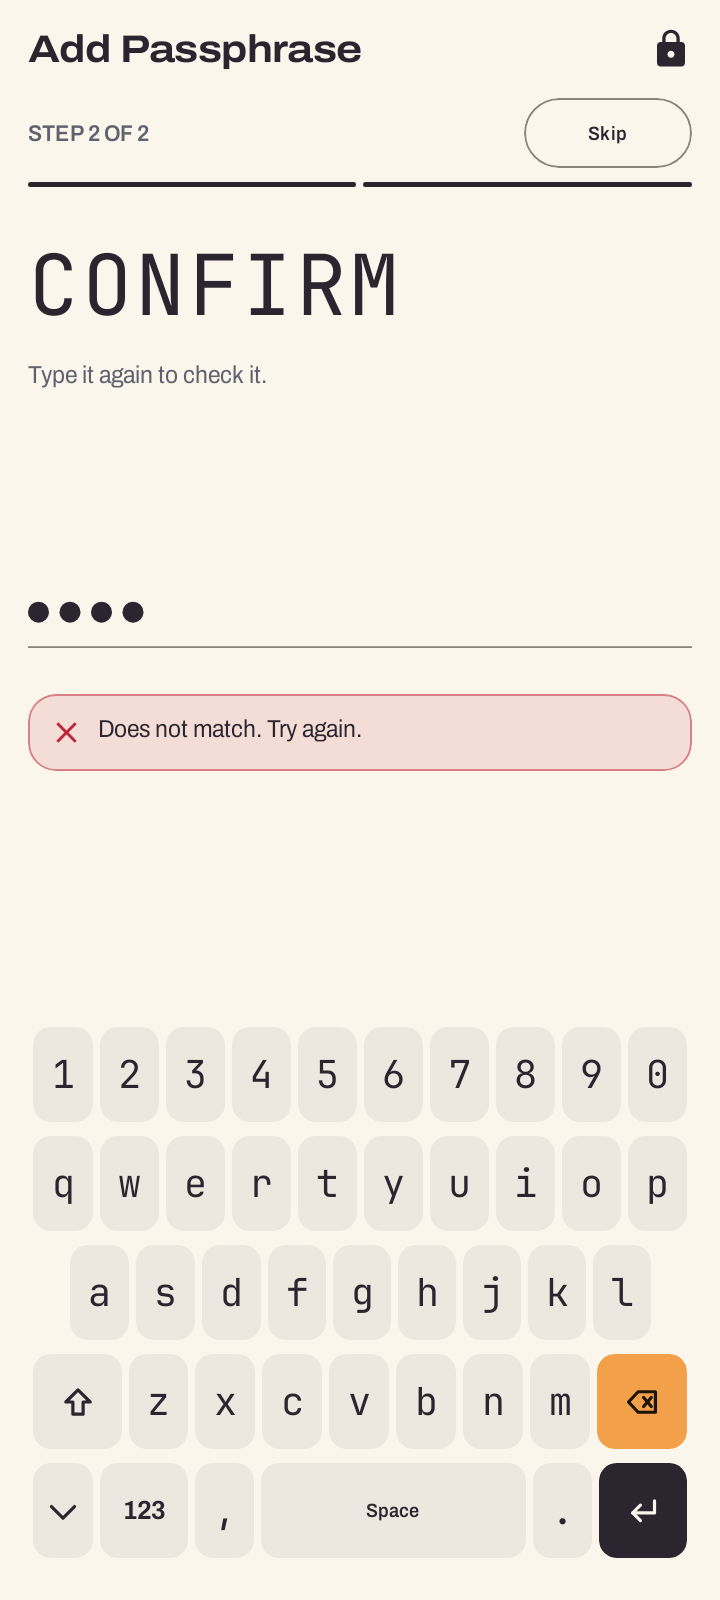 Add Passphrase
STEP 2 OF 2
Skip
CONFIRM
Type it again to check it.
Does not match. Try again.
1 2 3 4 5 6 7 8 9 0
q w e r t y u i o p
a s d f g h j k l
z x c v b n m
123 , Space .